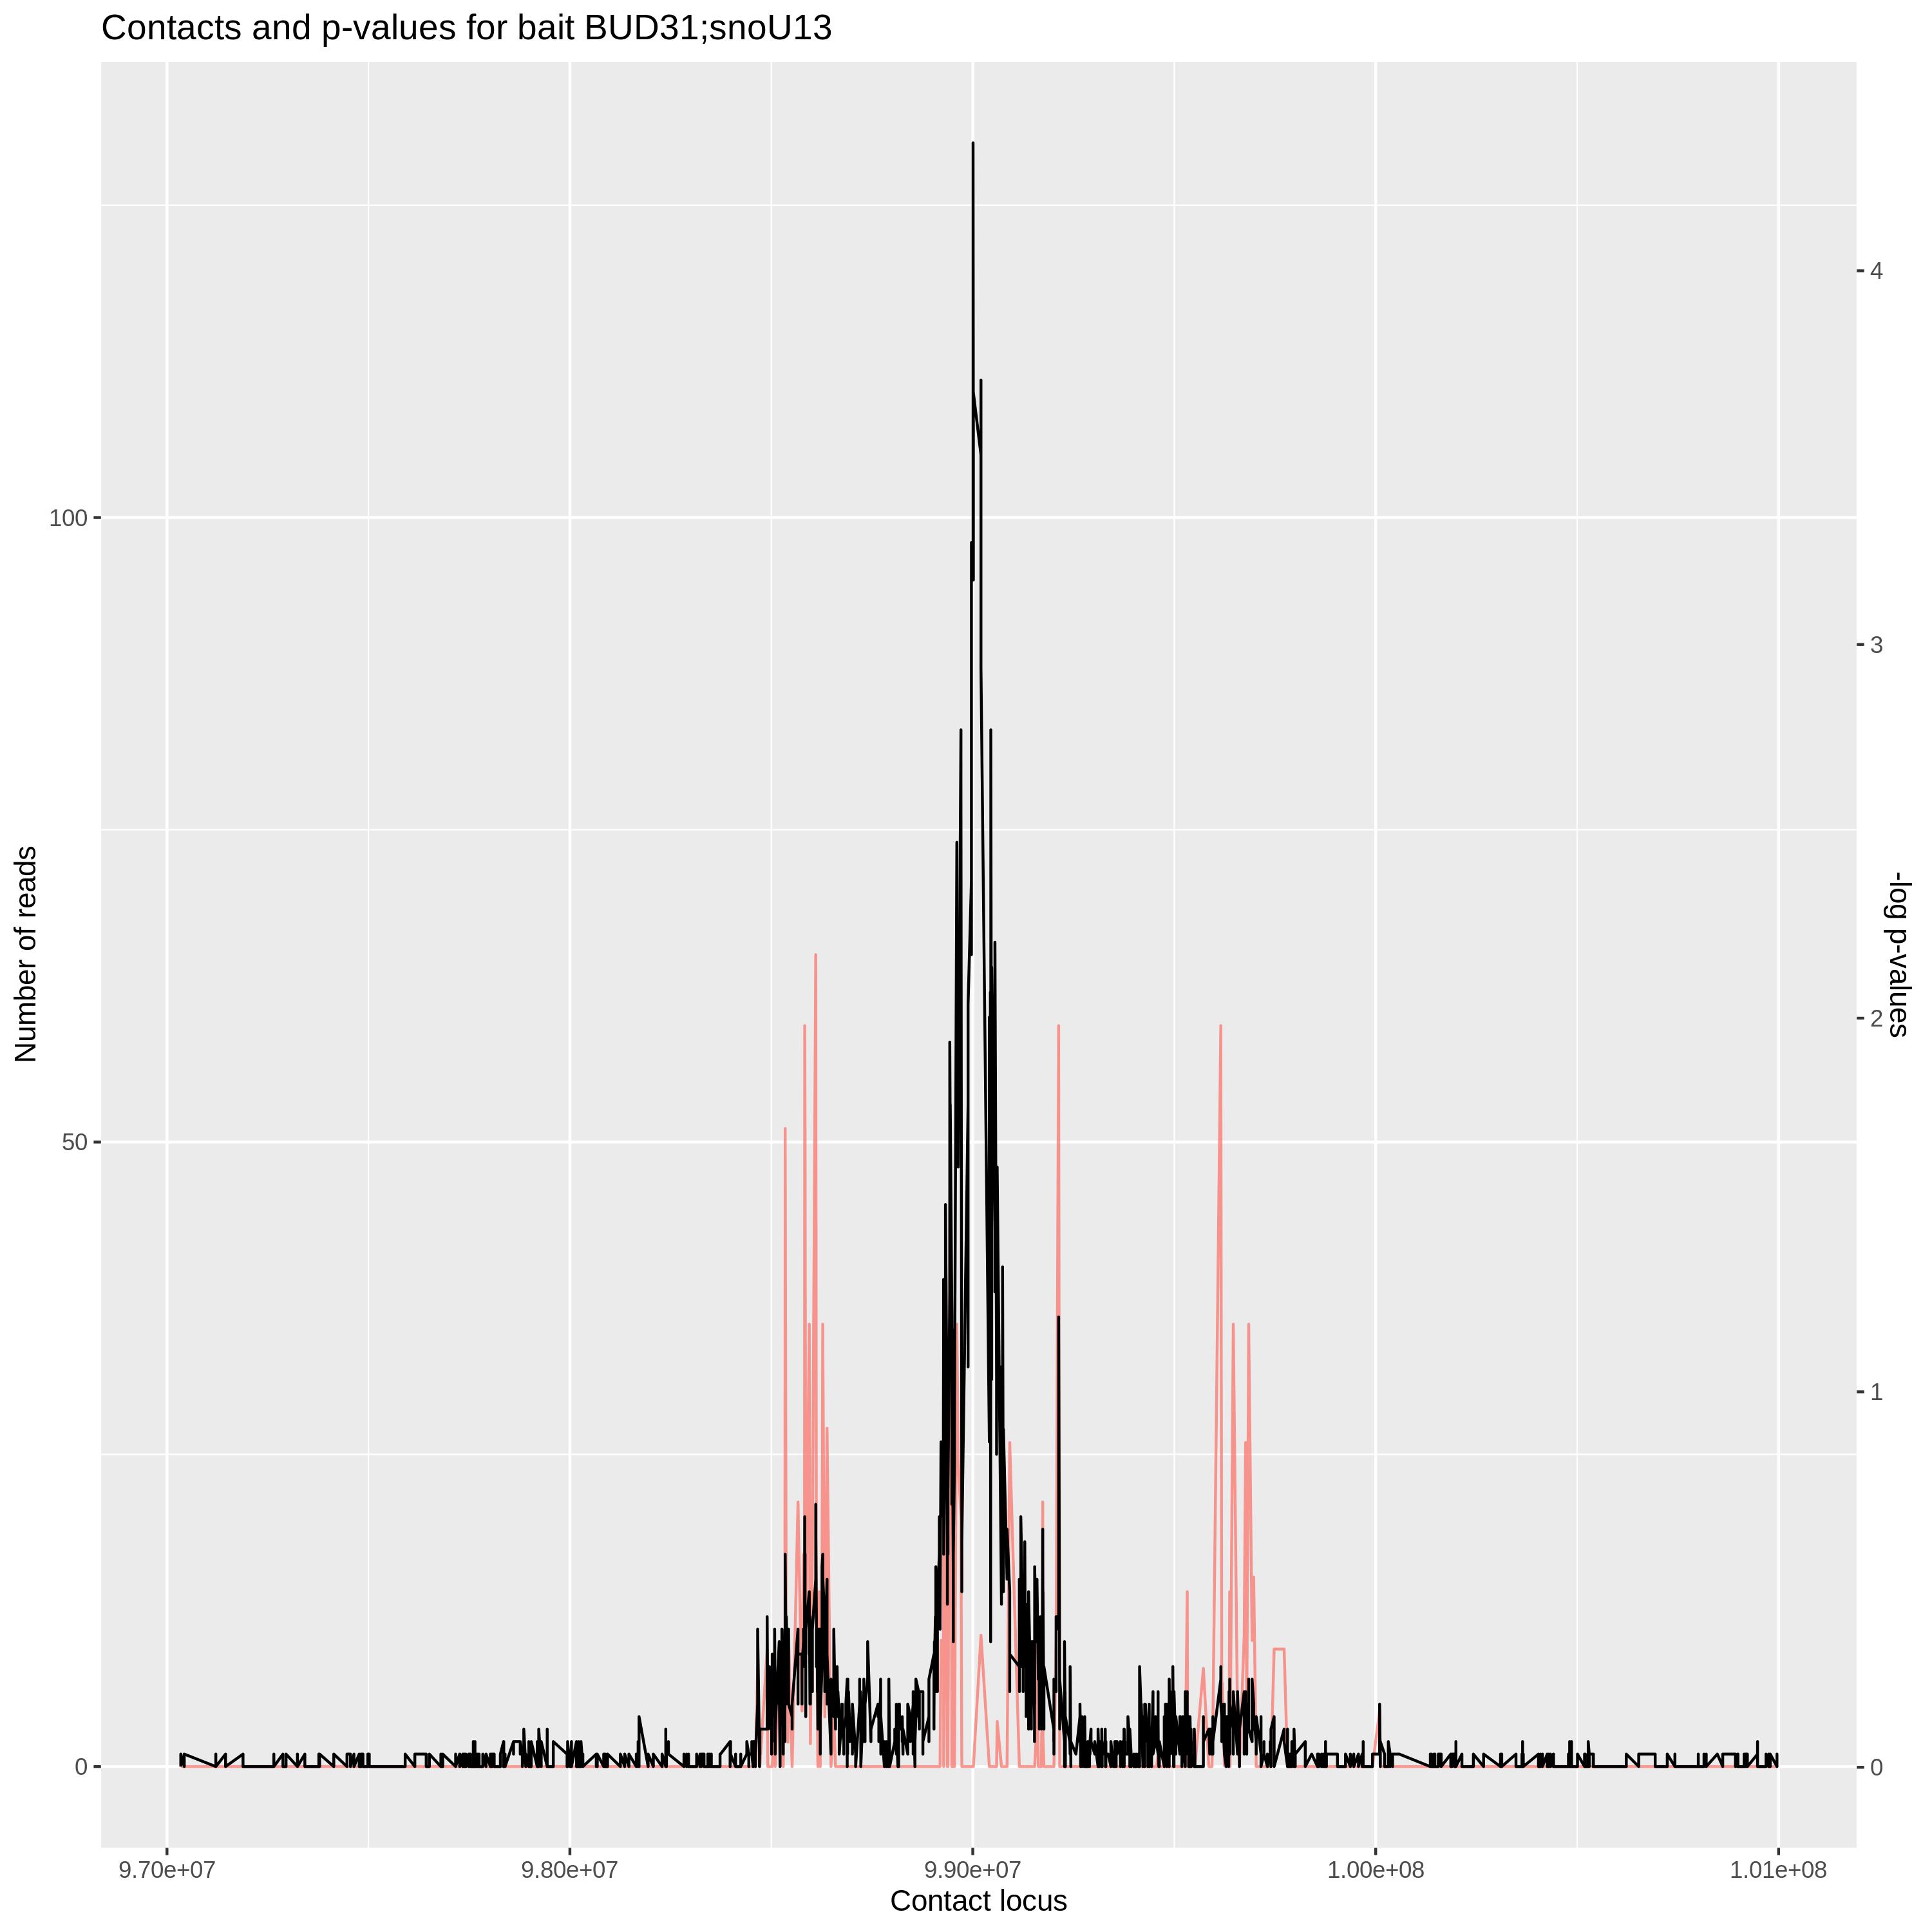 Contacts and p-values for bait BUD31;snoU13
4
3
100
Number of reads
-log p-values
2
50
1
0
0
9.70e+07 9.80e+07 9.90e+07 1.00e+08 1.01e+08
Contact locus